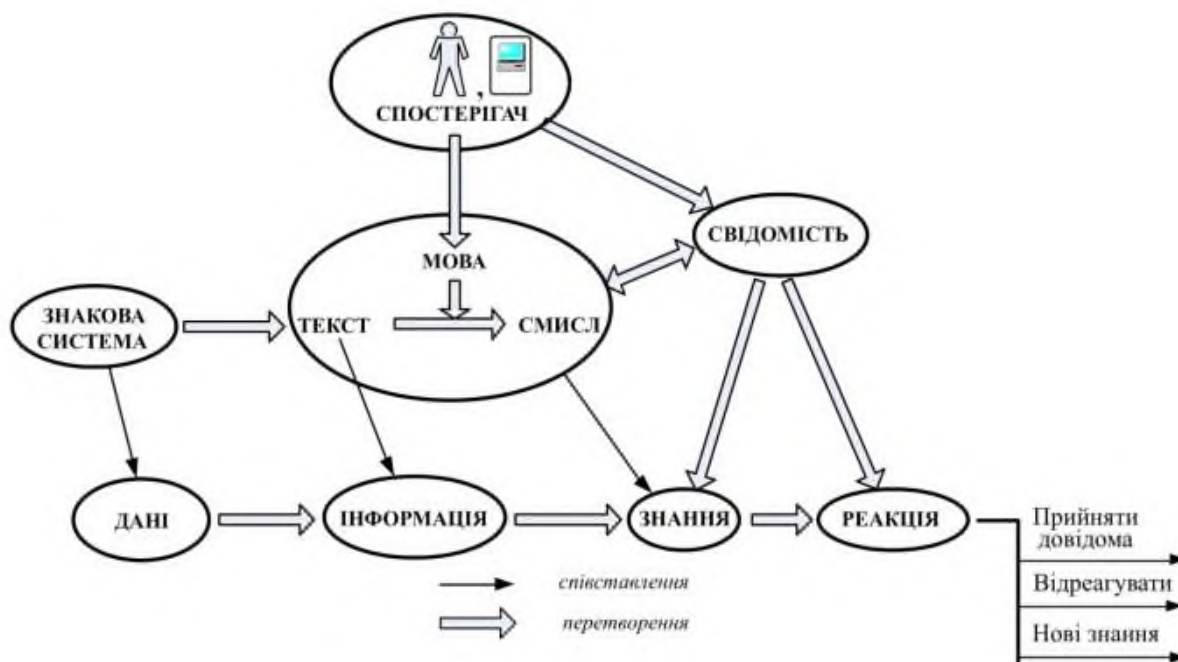 ,
СПОСТЕРІГАЧ
СВІДОМІСТЬ
МОВА
ЗНАКОВА
СИСТЕМА
ТЕКСТ
СМИСЛ
ДАНІ
ІНФОРМАЦІЯ
ЗНАННЯ
РЕАКЦІЯ
Прийняти
довідома
Відреагувати
Нові знання
співставлення
перетворення